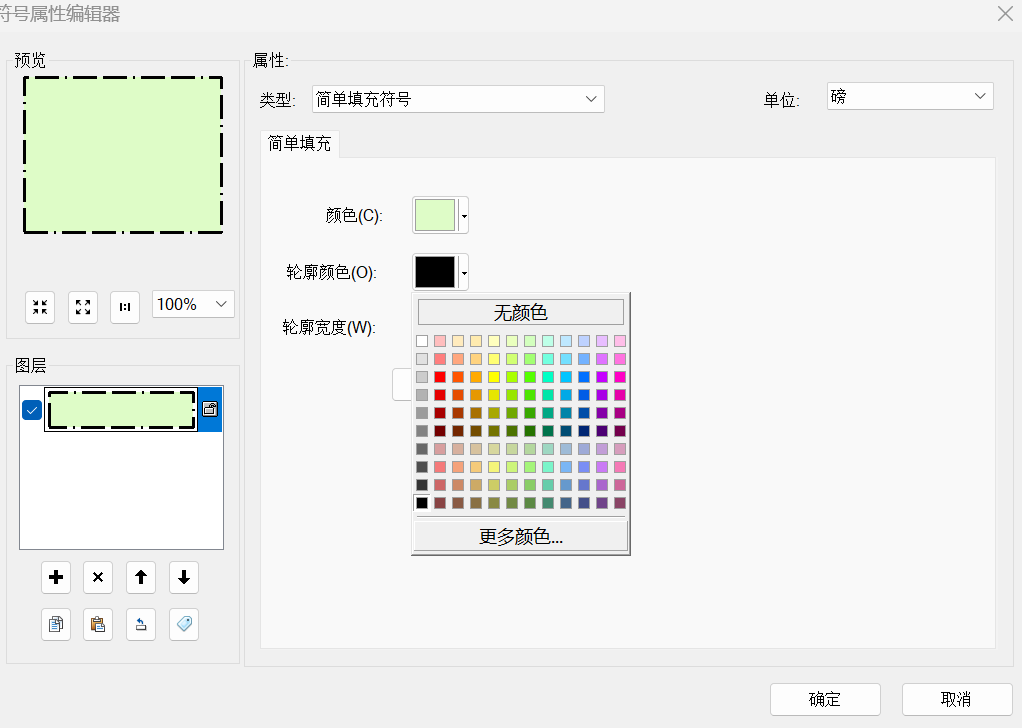 符号属性编辑器
预览
属性:
类型:
简单填充符号
单位:
磅
简单填充
颜色(C):
轮廓颜色(O):
无颜色
轮廓宽度(W):
1:1
100%
图层
更多颜色...
确定
取消